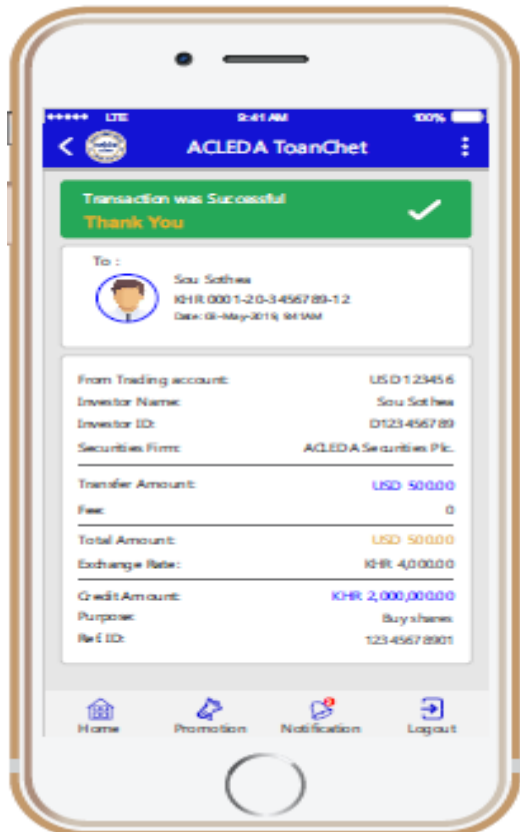 LTE 9:41 AM 100%
ACLEDA ToanChet
Transaction was Successful
Thank You
To :
Sou Sothea
KHR 0001-20-3456789-12
Date: 03-May-2019, 9:41AM
From Trading account: USD 123456
Investor Name: Sou Sothea
Investor ID: D123456789
Securities Firm: ACLEDA Securities Plc.
Transfer Amount: USD 500.00
Fee: 0
Total Amount: USD 500.00
Exchange Rate: KHR 4,000.00
Credit Amount: KHR 2,000,000.00
Purpose: Buy shares
Ref. ID: 12345678901
Home Promotion Notification Logout